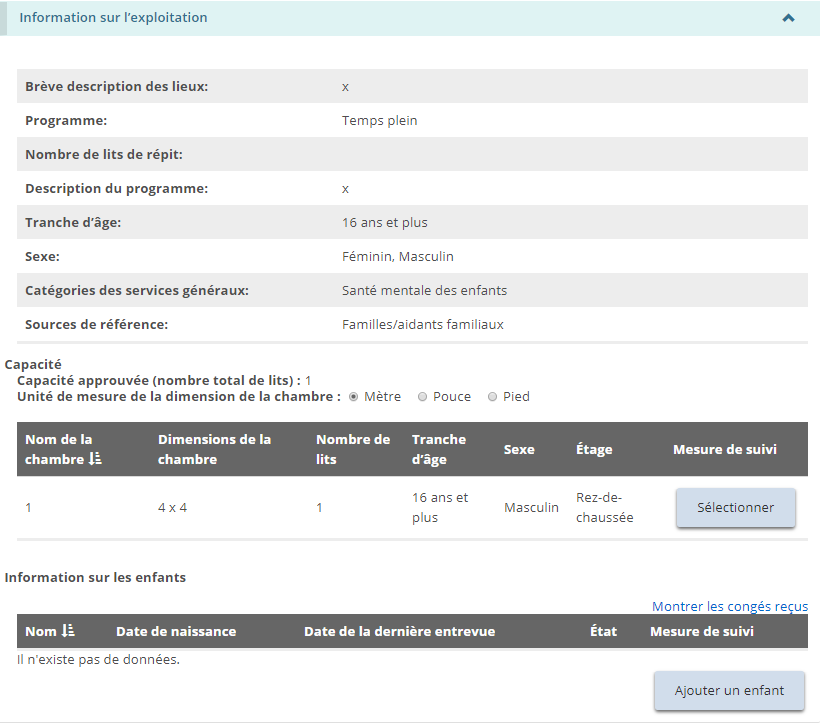 Information sur l’exploitation
Brève description des lieux: x
Programme: Temps plein
Nombre de lits de répit:
Description du programme: x
Tranche d’âge: 16 ans et plus
Sexe: Féminin, Masculin
Catégories des services généraux: Santé mentale des enfants
Sources de référence: Familles/aidants familiaux
Capacité
Capacité approuvée (nombre total de lits) : 1
Unité de mesure de la dimension de la chambre : Mètre Pouce Pied
Nom de la Dimensions de la Nombre de Tranche Sexe Étage Mesure de suivi
chambre chambre lits d’âge
1 4 x 4 1 16 ans et Masculin Rez-de- Sélectionner
plus chaussée
Information sur les enfants
Montrer les congés reçus
Nom Date de naissance Date de la dernière entrevue État Mesure de suivi
Il n'existe pas de données.
Ajouter un enfant